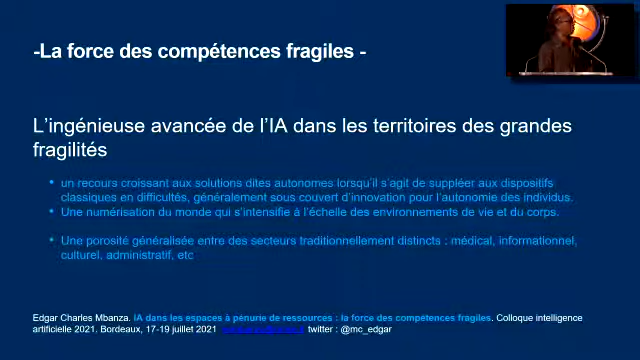 -La force des compétences fragiles -
L'ingénieuse avancée de l'IA dans les territoires des grandes
fragilités
• un recours croissant aux solutions dites autonomes lorsqu'il s'agit de suppléer aux dispositifs
classiques en difficultés, généralement sous couvert d'innovation pour l'autonomie des individus.
• Une numérisation du monde qui s'intensifie à l'échelle des environnements de vie et du corps.
• Une porosité généralisée entre des secteurs traditionnellement distincts : médical, informationnel,
culturel, administratif, etc
Edgar Charles Mbanza. IA dans les espaces à pénurie de ressources : la force des compétences fragiles. Colloque intelligence
artificielle 2021. Bordeaux, 17-19 juillet 2021 twitter : @mc_edgar